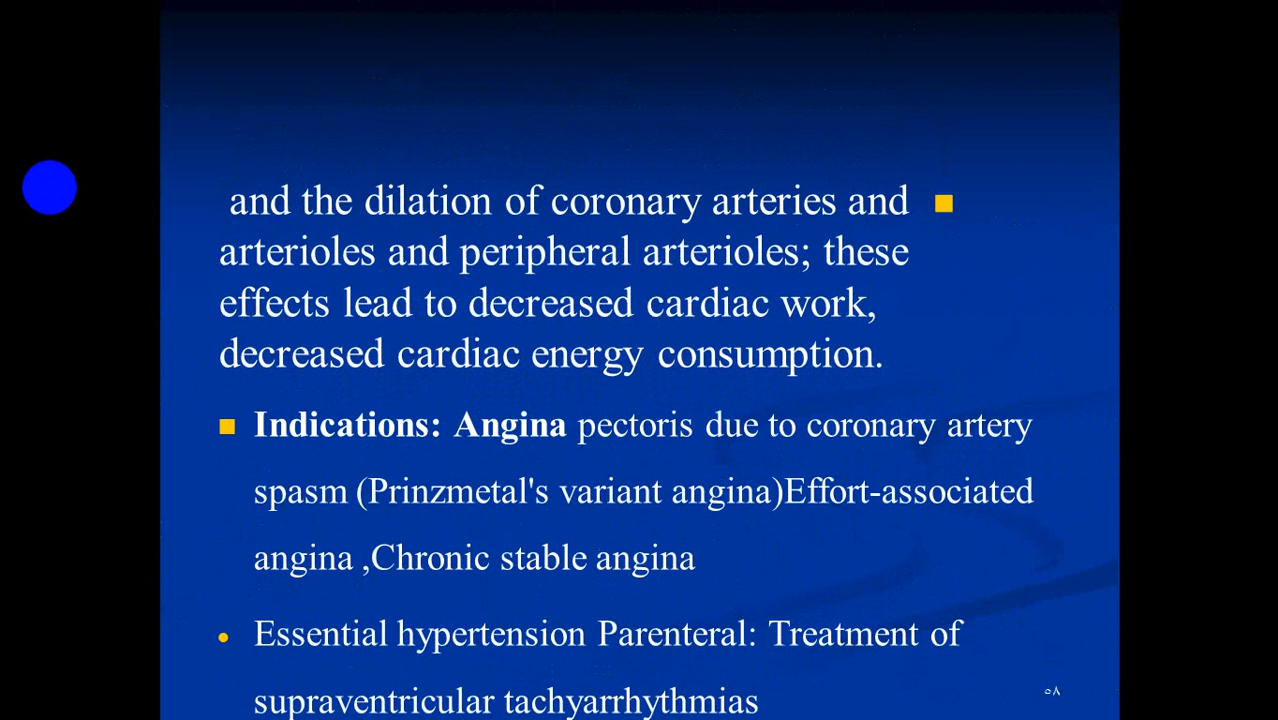 and the dilation of coronary arteries and
arterioles and peripheral arterioles; these
effects lead to decreased cardiac work,
decreased cardiac energy consumption.
Indications: Angina pectoris due to coronary artery
spasm (Prinzmetal's variant angina)Effort-associated
angina ,Chronic stable angina
Essential hypertension Parenteral: Treatment of
supraventricular tachyarrhythmias
٥٨